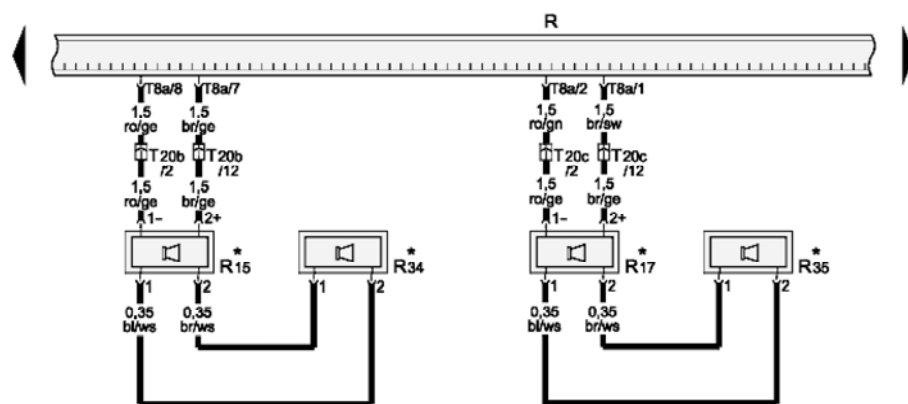 R
T8a/8 T8a/7 T8a/2 T8a/1
1,5 1,5 1,5 1,5
ro/ge br/ge ro/gn br/sw
T20b T20b T20c T20c
/2 /12 /2 /12
1,5 1,5 1,5 1,5
ro/ge br/ge ro/ge br/ge
1- 2+ 1- 2+
* * * *
R15 R34 R17 R35
1 2 1 2 1 2 1 2
0,35 0,35 0,35 0,35
bl/ws br/ws bl/ws br/ws